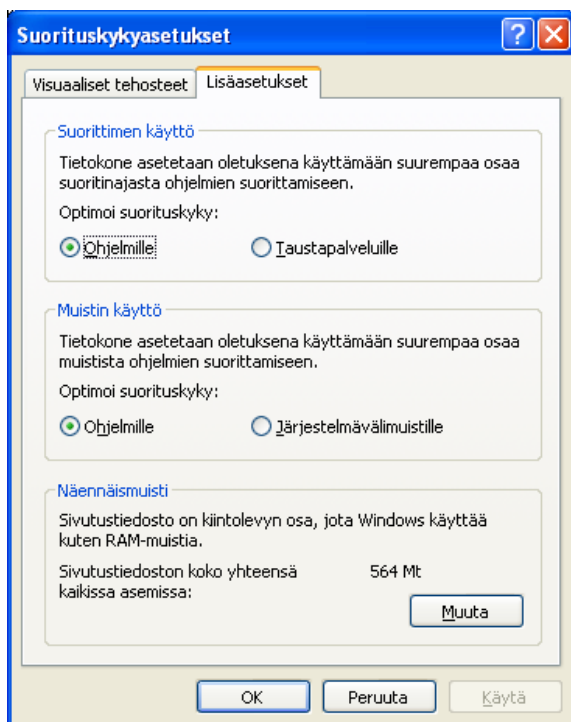 Suorituskykyasetukset
Visuaaliset tehosteet
Lisäasetukset
Suorittimen käyttö
Tietokone asetetaan oletuksena käyttämään suurempaa osaa
suoritinajasta ohjelmien suorittamiseen.
Optimoi suorituskyky:
Ohjelmille
Taustapalveluille
Muistin käyttö
Tietokone asetetaan oletuksena käyttämään suurempaa osaa
muistista ohjelmien suorittamiseen.
Optimoi suorituskyky:
Ohjelmille
Järjestelmävälimuistille
Näennäismuisti
Sivutustiedosto on kiintolevyn osa, jota Windows käyttää
kuten RAM-muistia.
Sivutustiedoston koko yhteensä 564 Mt
kaikissa asemissa:
Muuta
OK
Peruuta
Käytä